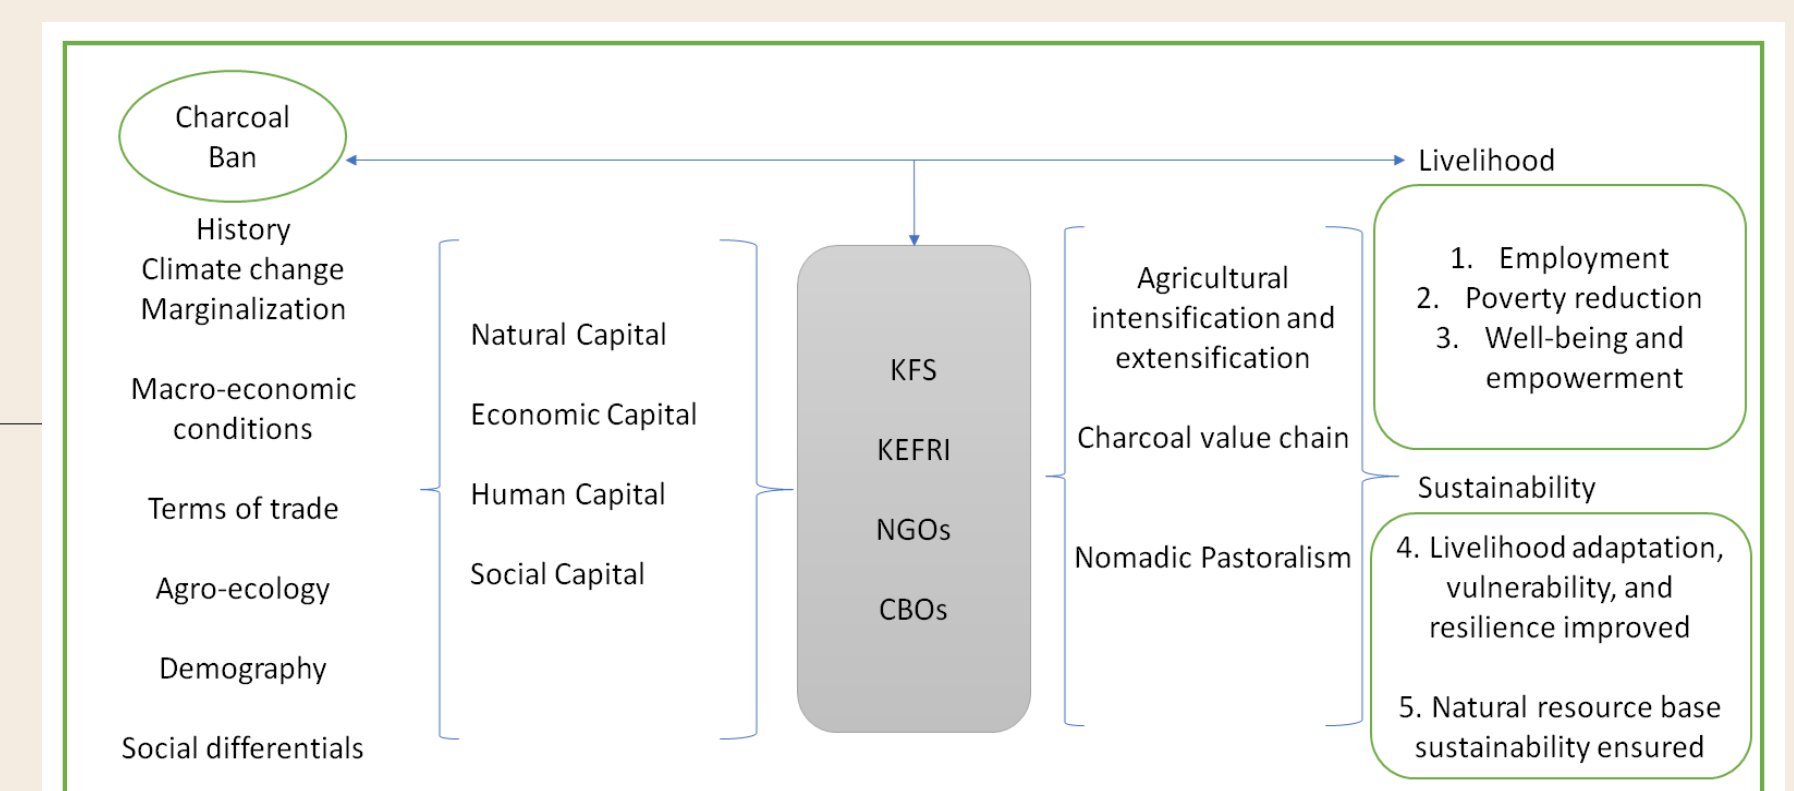 Charcoal
Ban
History
Climate change
Marginalization
Macro-economic
conditions
Terms of trade
Agro-ecology
Demography
Social differentials
Natural Capital
Economic Capital
Human Capital
Social Capital
KFS
KEFRI
NGOs
CBOs
Agricultural
intensification and
extensification
Charcoal value chain
Nomadic Pastoralism
Livelihood
1. Employment
2. Poverty reduction
3. Well-being and
empowerment
Sustainability
4. Livelihood adaptation,
vulnerability, and
resilience improved
5. Natural resource base
sustainability ensured